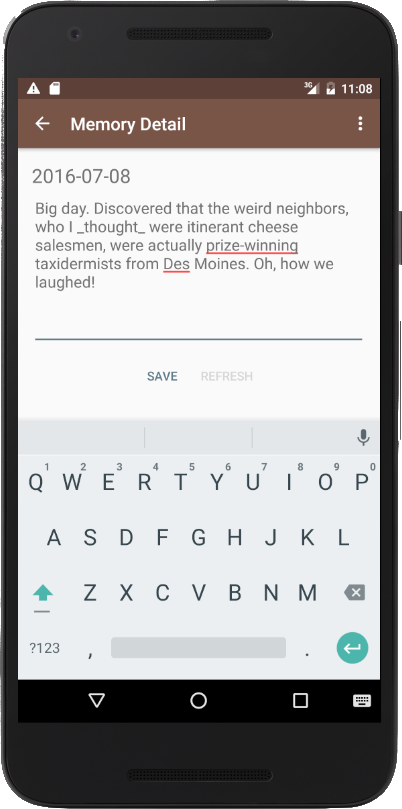 3G 11:08
Memory Detail
2016-07-08
Big day. Discovered that the weird neighbors,
who I _thought_ were itinerant cheese
salesmen, were actually prize-winning
taxidermists from Des Moines. Oh, how we
laughed!
SAVE REFRESH
1 2 3 4 5 6 7 8 9 0
Q W E R T Y U I O P
A S D F G H J K L
Z X C V B N M
?123 , .